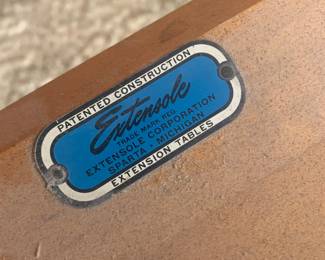 PATENTED CONSTRUCTION
Extensole
TRADE MARK REG.
EXTENSOLE CORPORATION
SPARTA - MICHIGAN
EXTENSION TABLES